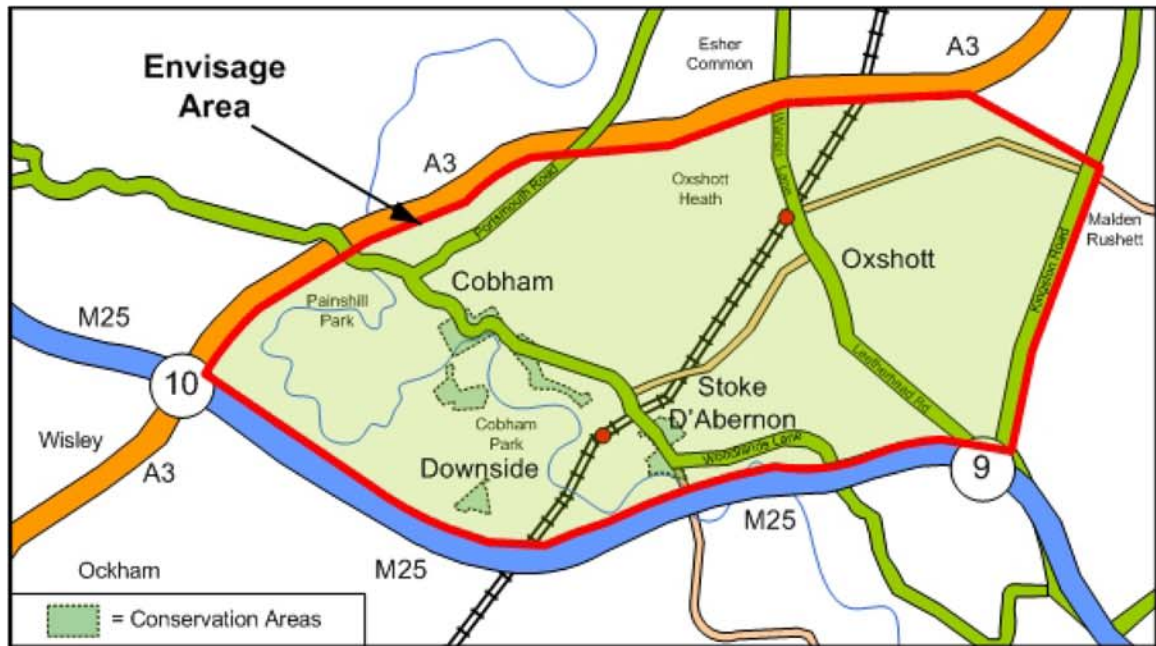 Esher
Common
A3
Envisage
Area
A3
Portsmouth Road
Warren Lane
Oxshott
Heath
Malden
Rushett
Kingston Road
Oxshott
Cobham
Painshill
Park
M25
10
Leatherhead Rd
Stoke
D'Abernon
Cobham
Park
Woodlands Lane
Wisley
Downside
9
A3
M25
M25
Ockham
= Conservation Areas